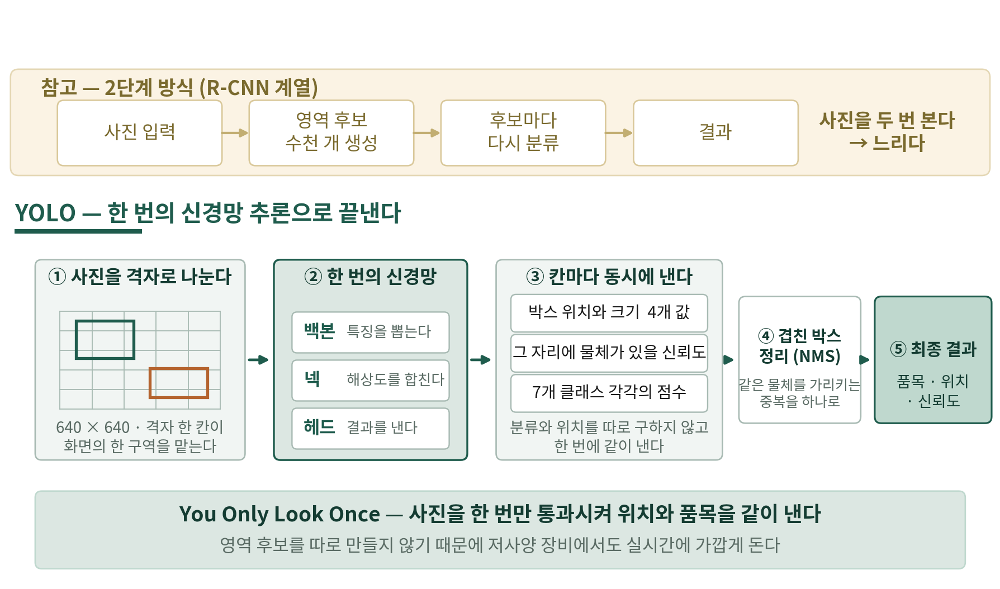 참고 — 2단계 방식 (R-CNN 계열)
사진 입력
영역 후보
수천 개 생성
후보마다
다시 분류
결과
사진을 두 번 본다
→ 느리다
YOLO — 한 번의 신경망 추론으로 끝낸다
① 사진을 격자로 나눈다
640 × 640 · 격자 한 칸이
화면의 한 구역을 맡는다
② 한 번의 신경망
백본 특징을 뽑는다
넥 해상도를 합친다
헤드 결과를 낸다
③ 칸마다 동시에 낸다
박스 위치와 크기 4개 값
그 자리에 물체가 있을 신뢰도
7개 클래스 각각의 점수
분류와 위치를 따로 구하지 않고
한 번에 같이 낸다
④ 겹친 박스
정리 (NMS)
같은 물체를 가리키는
중복을 하나로
⑤ 최종 결과
품목 · 위치
· 신뢰도
You Only Look Once — 사진을 한 번만 통과시켜 위치와 품목을 같이 낸다
영역 후보를 따로 만들지 않기 때문에 저사양 장비에서도 실시간에 가깝게 돈다